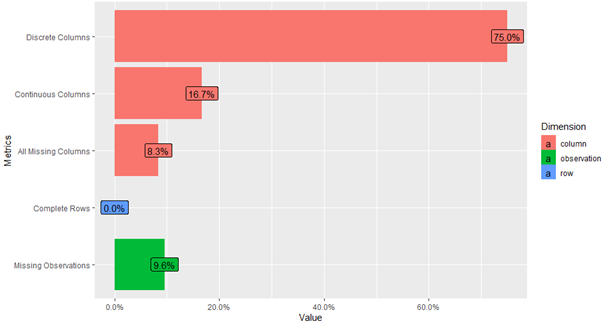 Discrete Columns
75.0%
Continuous Columns
16.7%
All Missing Columns
8.3%
Complete Rows
0.0%
Missing Observations
9.6%
Metrics
0.0%
20.0%
40.0%
60.0%
Value
Dimension
a column
a observation
a row